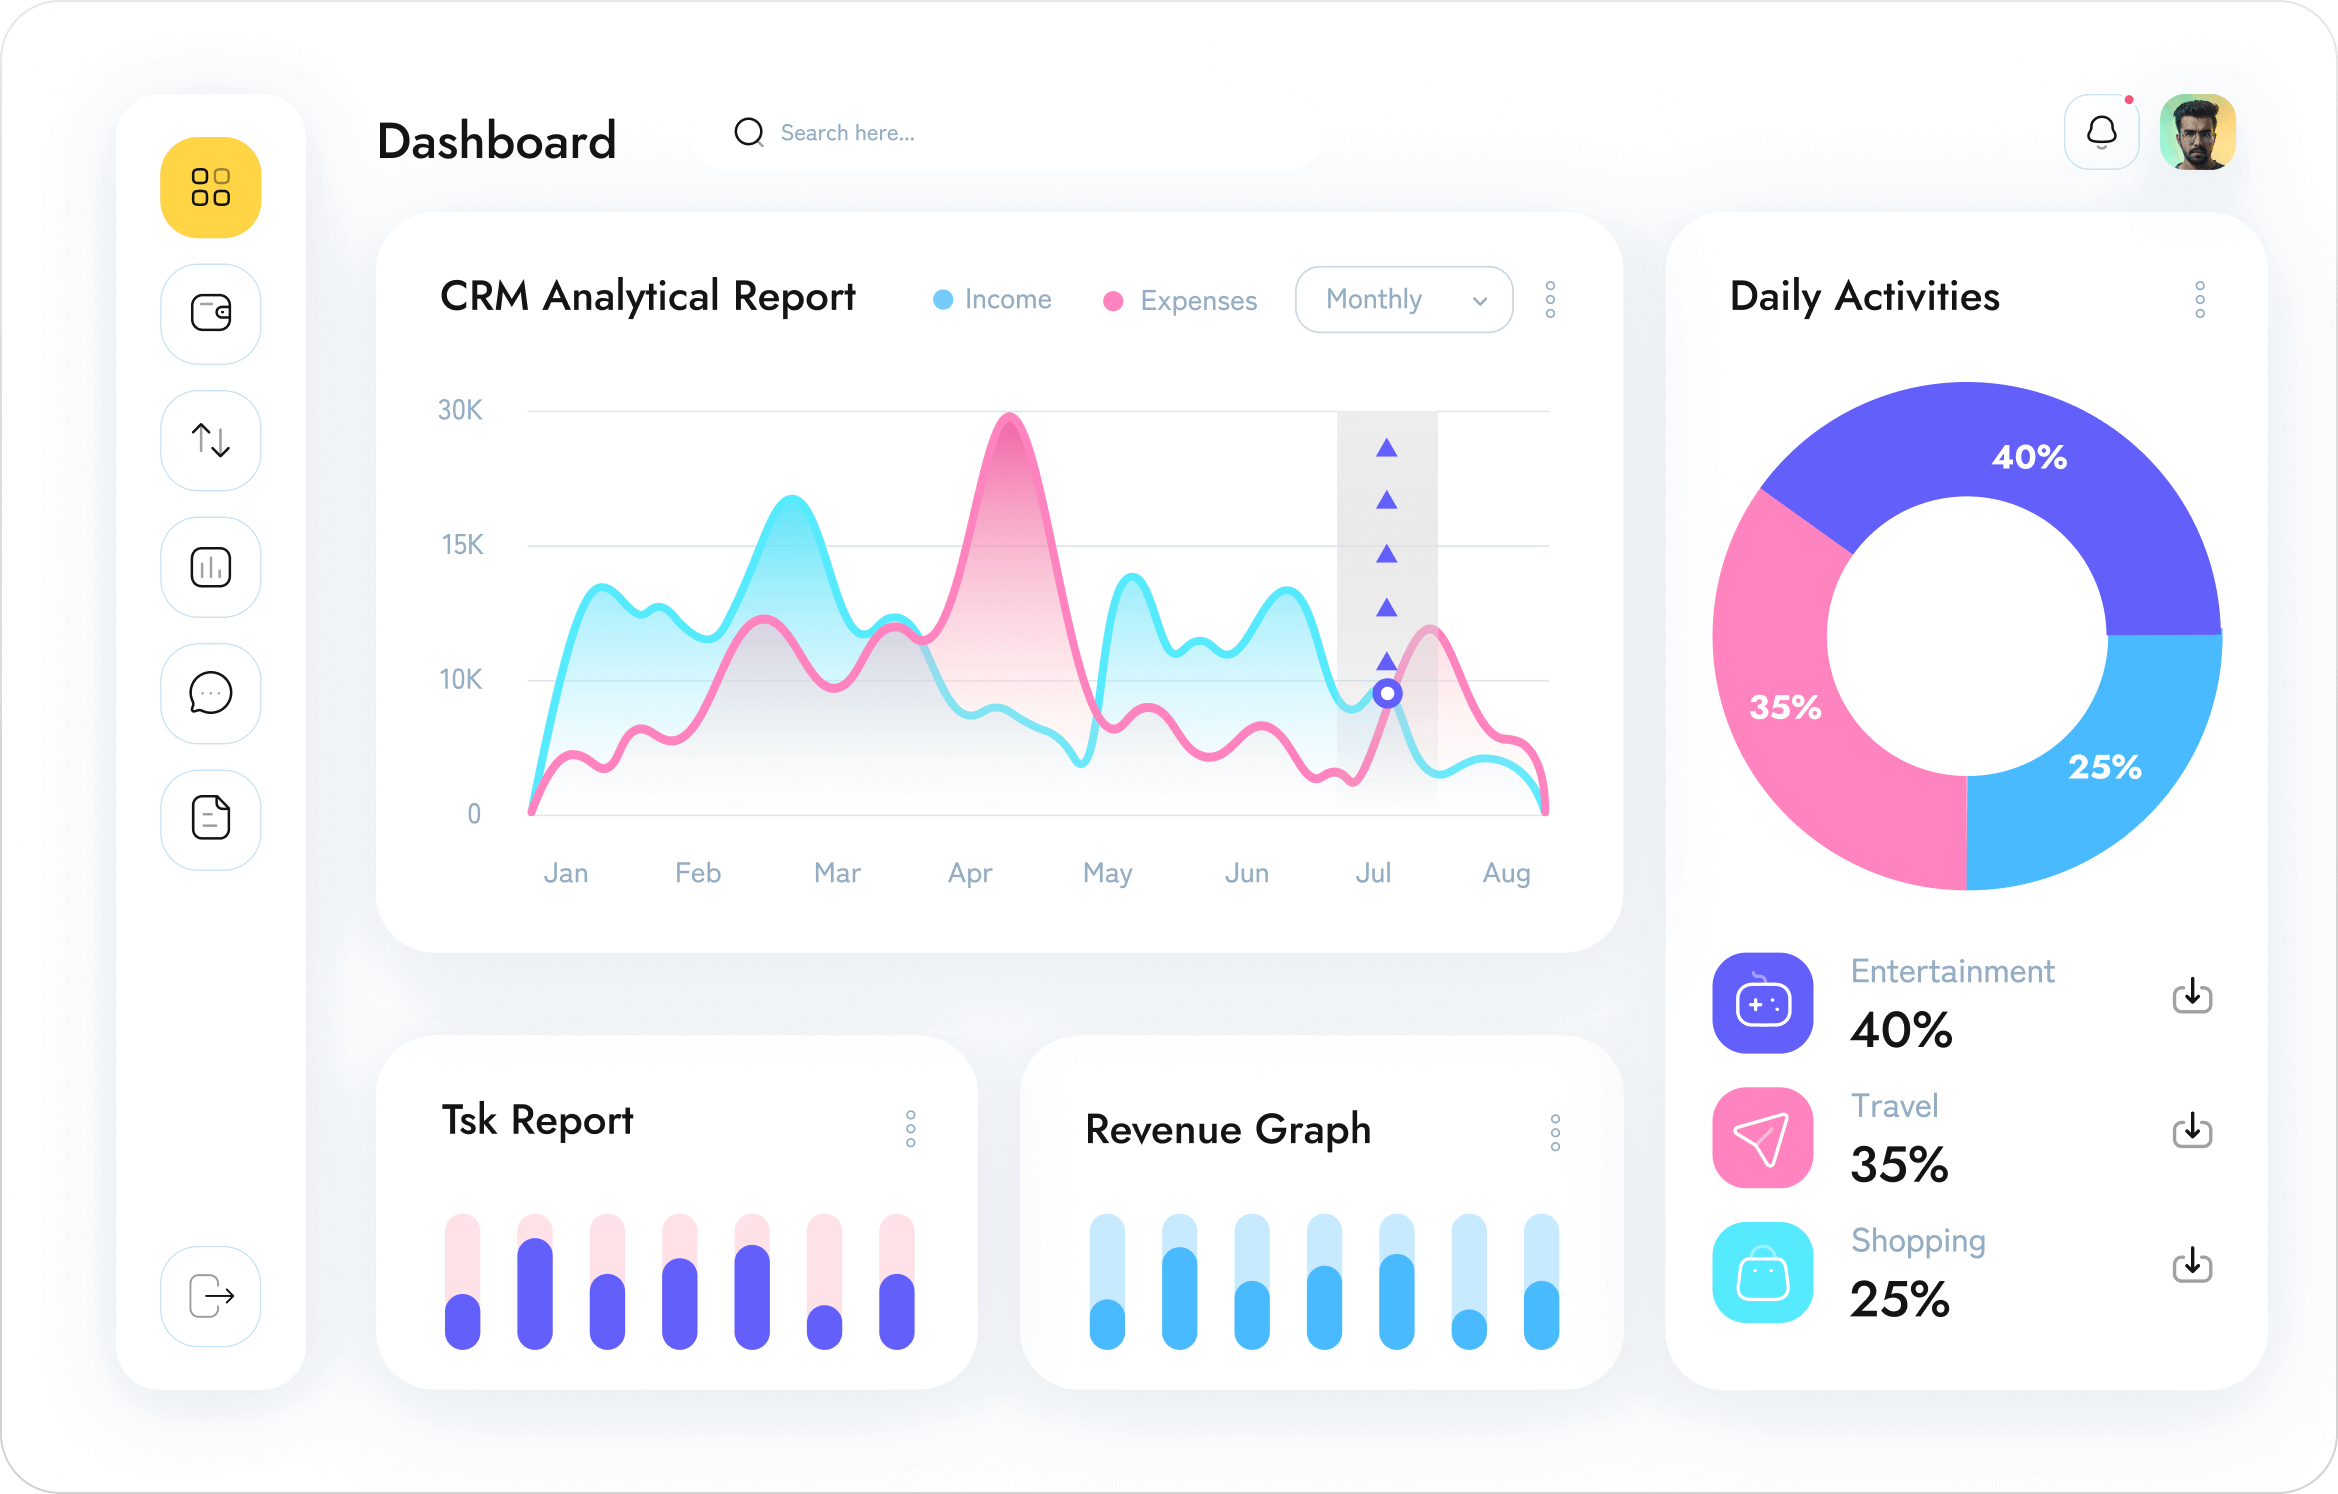 Dashboard
Search here...
CRM Analytical Report
Income
Expenses
Monthly
30K
15K
10K
0
Jan Feb Mar Apr May Jun Jul Aug
Daily Activities
40%
35%
25%
Entertainment
40%
Travel
35%
Shopping
25%
Tsk Report
Revenue Graph